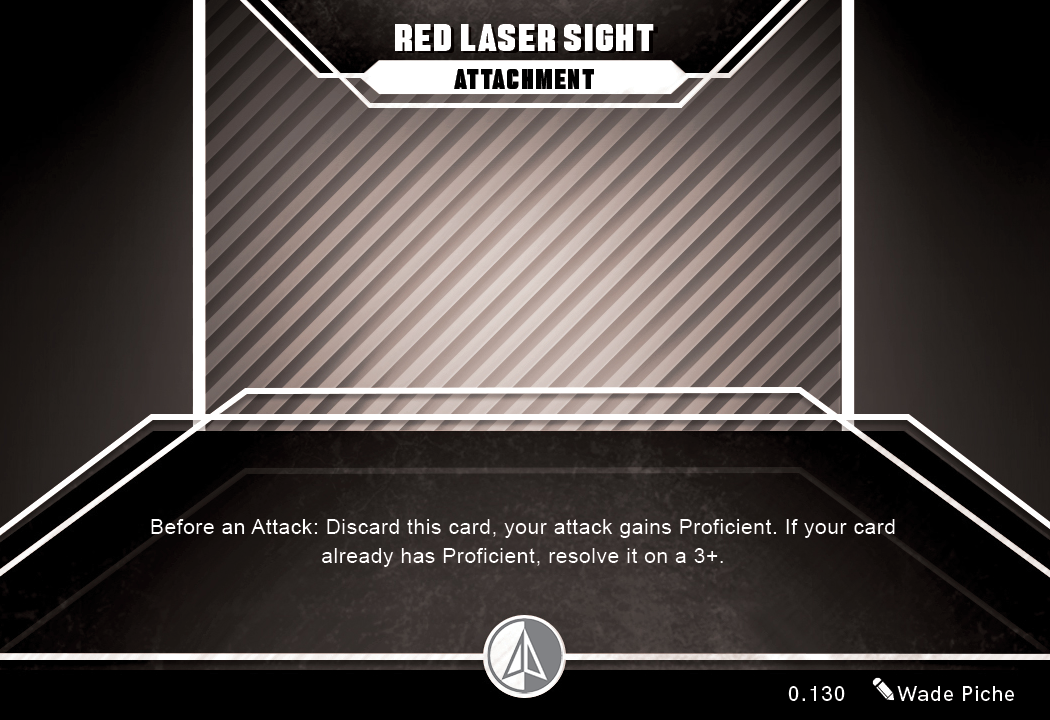 RED LASER SIGHT
ATTACHMENT
Before an Attack: Discard this card, your attack gains Proficient. If your card
already has Proficient, resolve it on a 3+.
0.130 Wade Piche